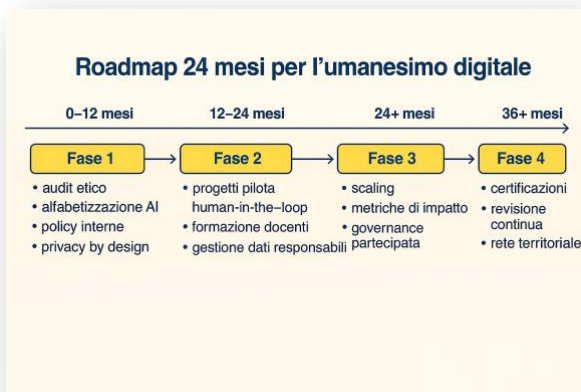 Roadmap 24 mesi per l'umanesimo digitale
0–12 mesi
12–24 mesi
24+ mesi
36+ mesi
Fase 1
Fase 2
Fase 3
Fase 4
• audit etico
• alfabetizzazione AI
• policy interne
• privacy by design
• progetti pilota
human-in-the-loop
• formazione docenti
• gestione dati responsabili
• scaling
• metriche di impatto
• governance
partecipata
• certificazioni
• revisione
continua
• rete territoriale